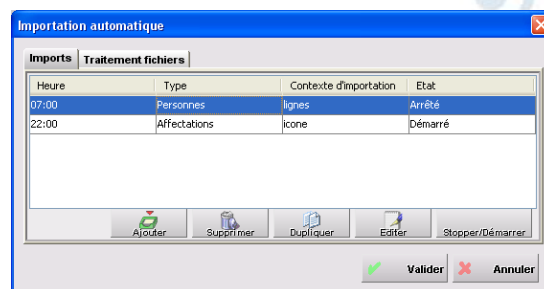 Importation automatique
Imports Traitement fichiers
Heure Type Contexte d'importation Etat
07:00 Personnes lignes Arrêté
22:00 Affectations icone Démarré
Ajouter Supprimer Dupliquer Editer Stopper/Démarrer
Valider Annuler